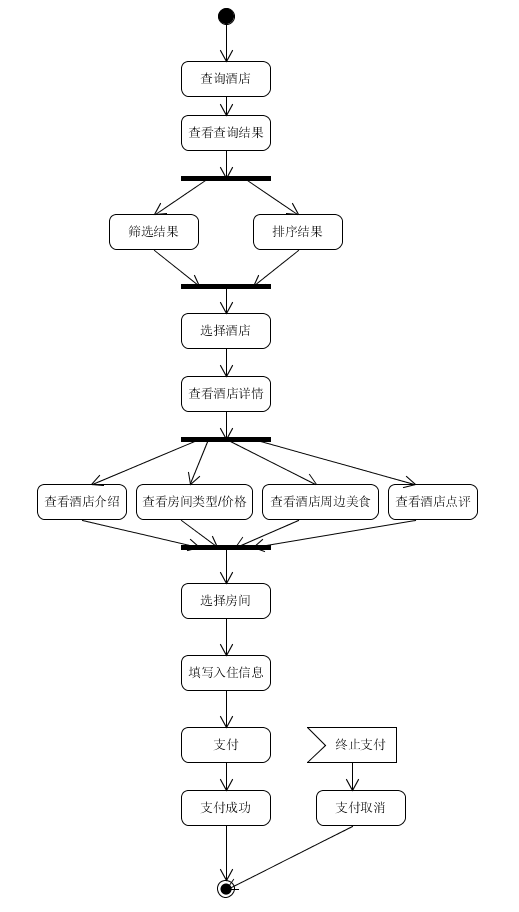 查询酒店
查看查询结果
筛选结果
排序结果
选择酒店
查看酒店详情
查看酒店介绍
查看房间类型/价格
查看酒店周边美食
查看酒店点评
选择房间
填写入住信息
支付
终止支付
支付成功
支付取消